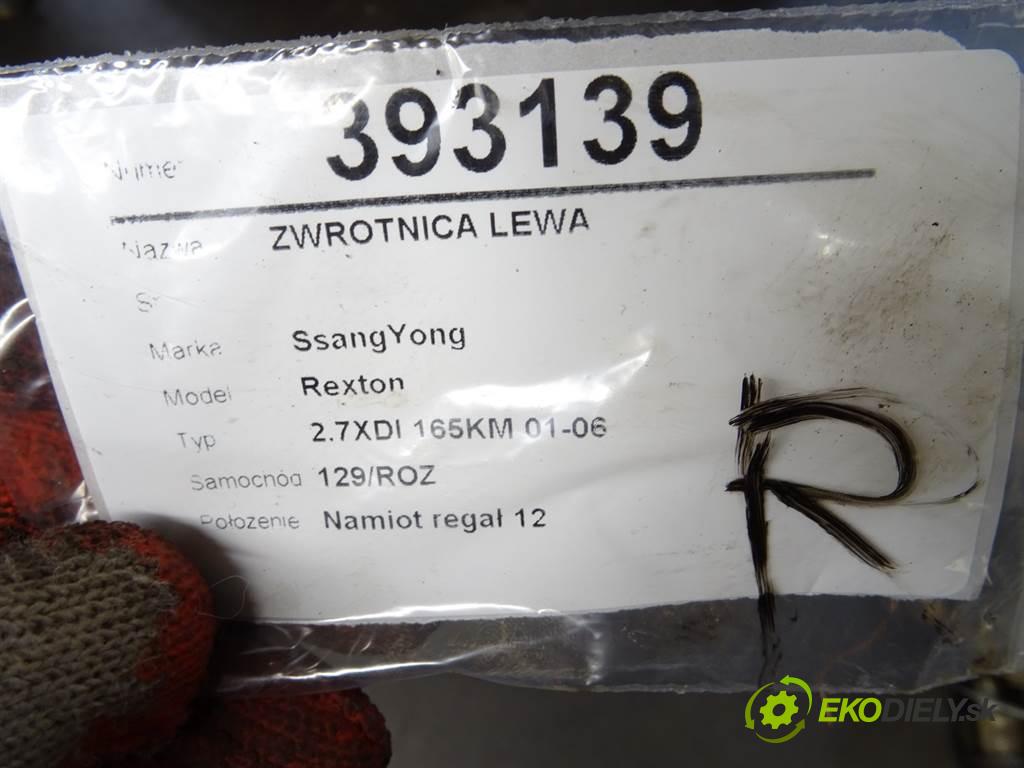 Numer 393139
Nazwa ZWROTNICA LEWA
Marka SsangYong
Model Rexton
Typ 2.7XDI 165KM 01-06
Samochód 129/ROZ
Położenie Namiot regał 12
R
EKODIELY.sk